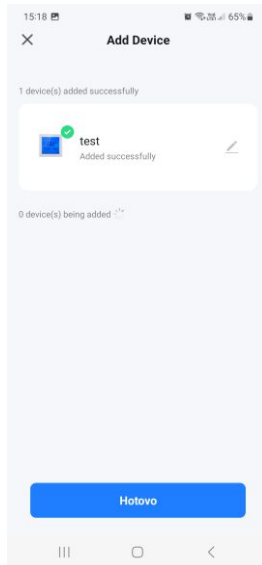 15:18 65%
Add Device
1 device(s) added successfully
test
Added successfully
0 device(s) being added
Hotovo